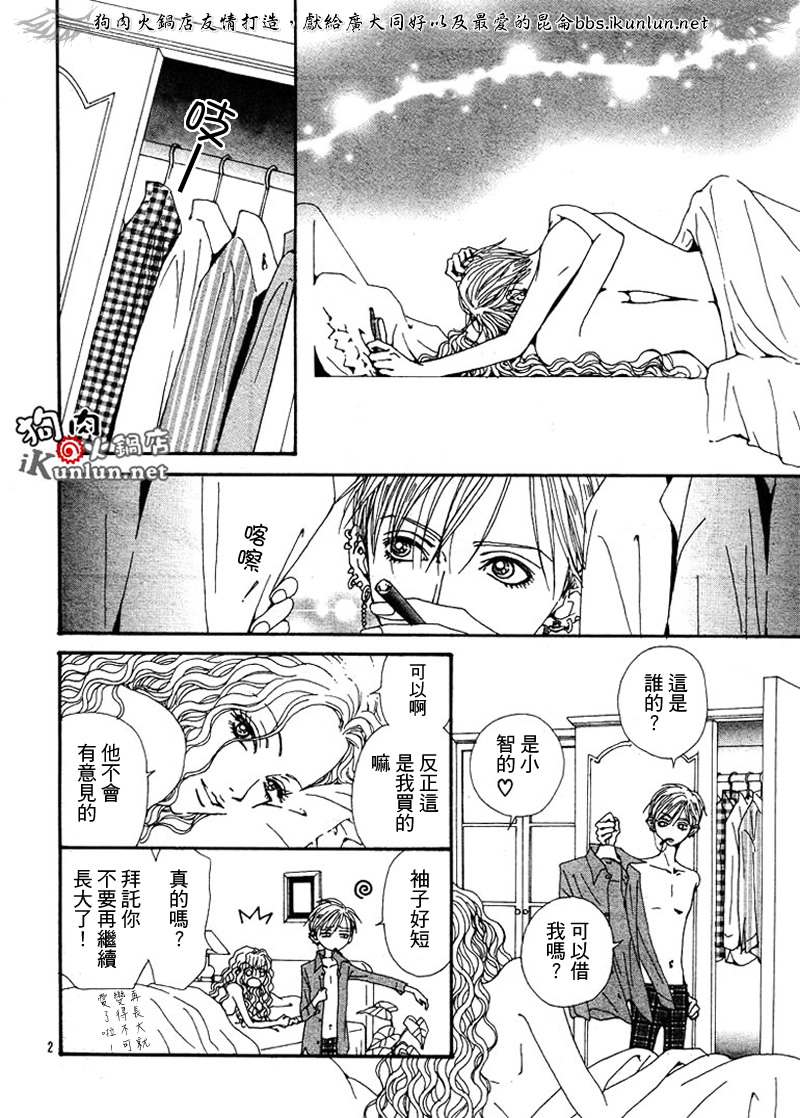 狗肉火鍋店友情打造，獻給廣大同好以及最愛的昆侖bbs.ikunlun.net
吱
狗肉火鍋店
iKunlun.net
喀嚓
這是
誰的？
是小
智的♡
可以借
我嗎？
可以啊
反正這
是我買的
嘛
他不會
有意見的
袖子好短
真的嗎？
拜託你
不要再繼續
長大了！
再長大就
變得不可
愛了啦！
2